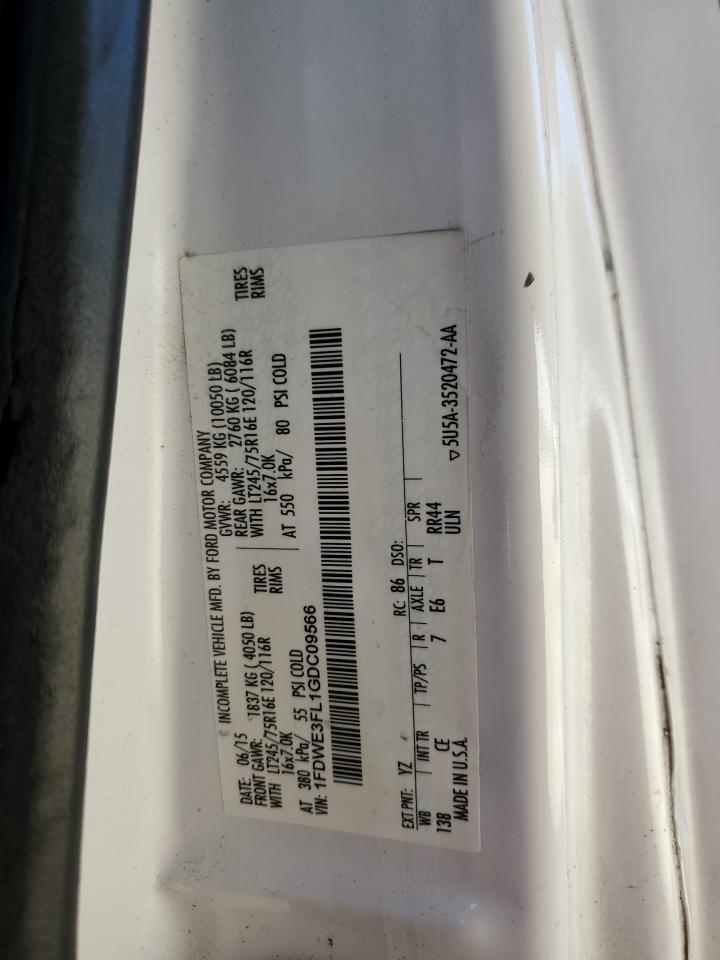 INCOMPLETE VEHICLE MFD. BY FORD MOTOR COMPANY
DATE: 06/15 GVWR: 4559 KG (10050 LB)
FRONT GAWR: 1837 KG ( 4050 LB) REAR GAWR: 2760 KG ( 6084 LB)
WITH LT245/75R16E 120/116R TIRES WITH LT245/75R16E 120/116R TIRES
16x7.0K RIMS 16x7.0K RIMS
AT 380 kPa/ 55 PSI COLD AT 550 kPa/ 80 PSI COLD
VIN: 1FDWE3FL1GDC09566
EXT PNT: YZ RC: 86 DSO:
WB INT TR TP/PS R AXLE TR SPR
138 CE 7 E6 T RR44
MADE IN U.S.A. ULN
▽5U5A-3520472-AA